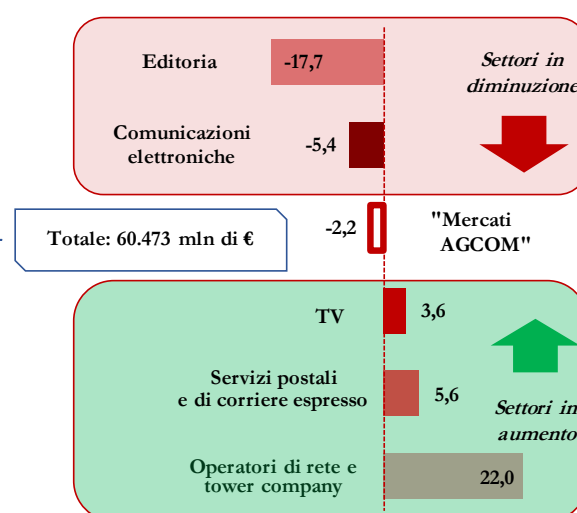 Editoria
-17,7
Settori in
diminuzione
Comunicazioni
elettroniche
-5,4
Totale: 60.473 mln di €
-2,2
"Mercati
AGCOM"
TV
3,6
Servizi postali
e di corriere espresso
5,6
Settori in
aumento
Operatori di rete e
tower company
22,0